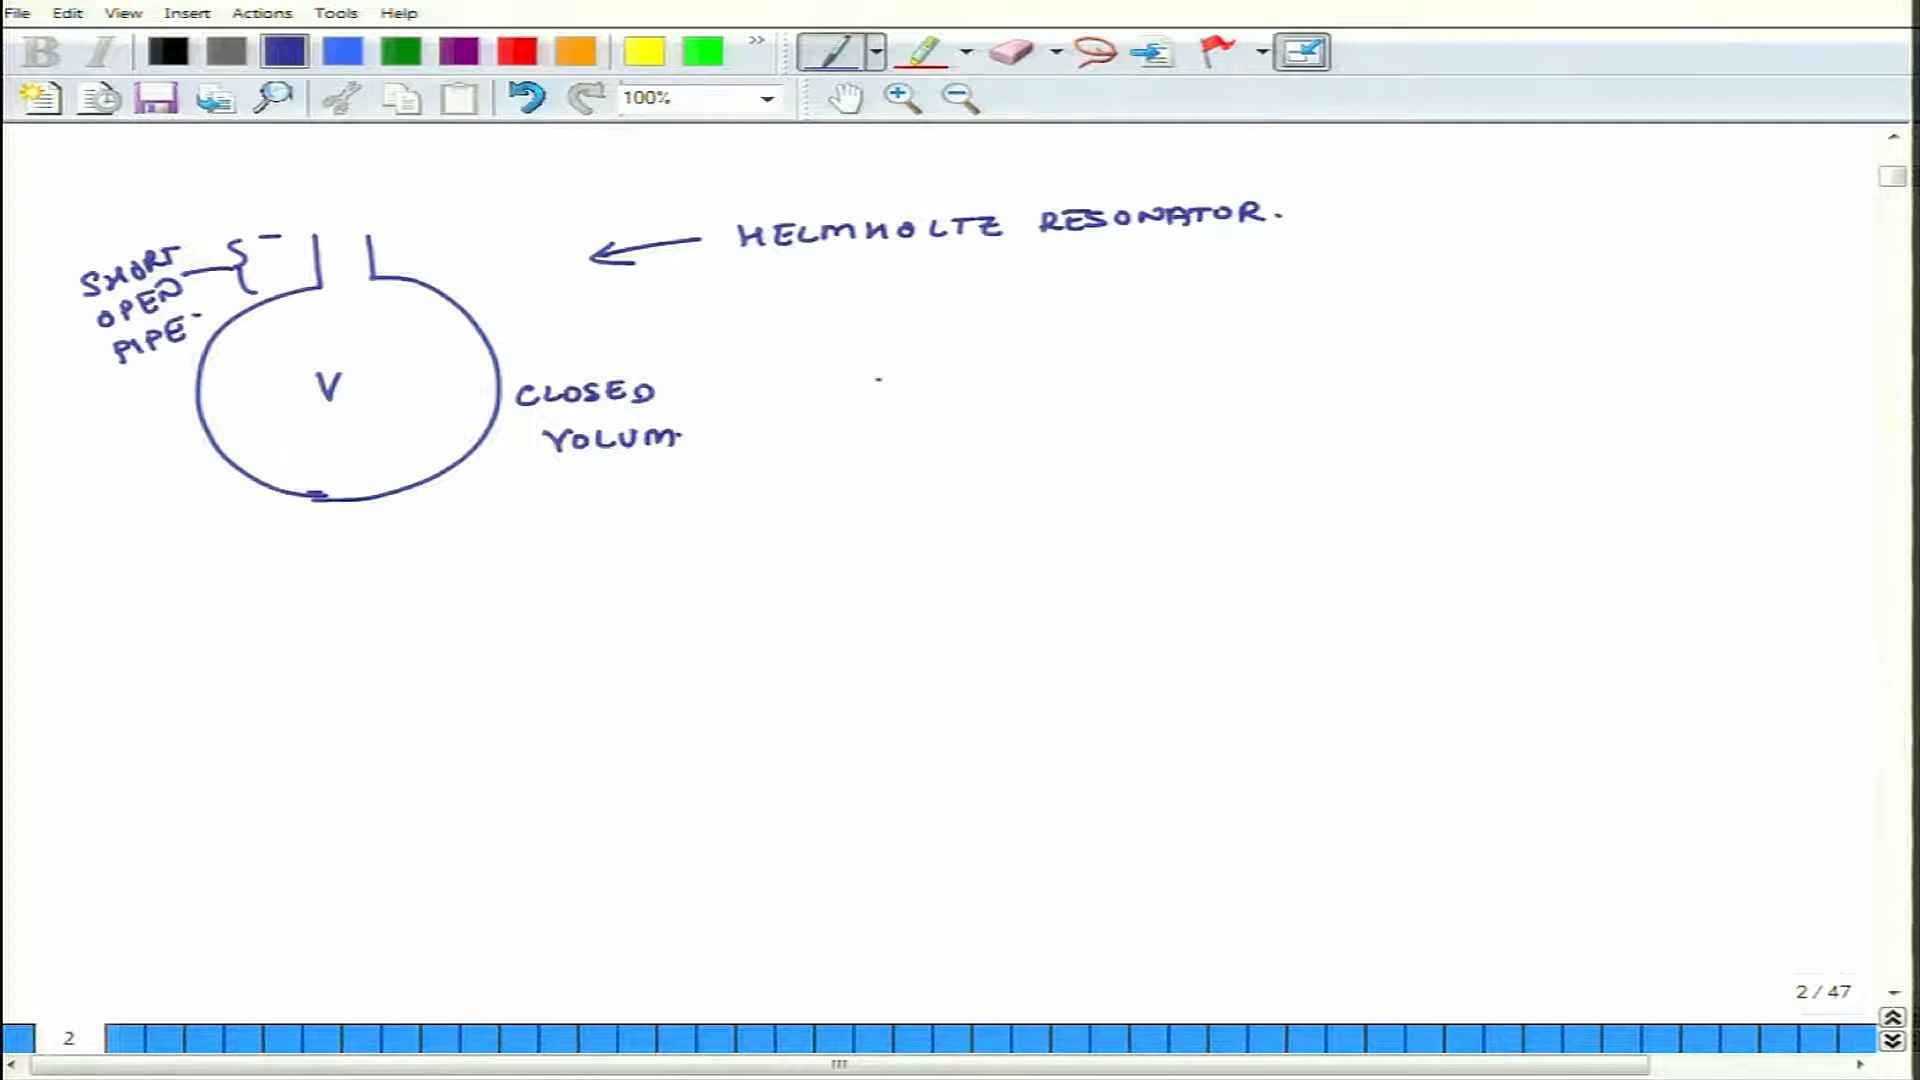 File Edit View Insert Actions Tools Help
B I
100%
HELMHOLTZ RESONATOR.
SHORT
OPEN
PIPE
V
CLOSED
VOLUM
2 / 47
2